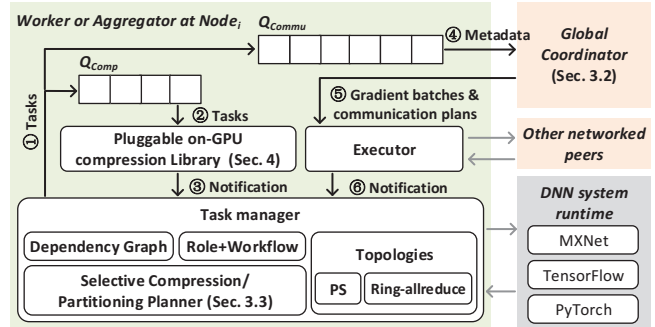 Worker or Aggregator at Node_i
Q_Commu
④ Metadata
Global
Coordinator
(Sec. 3.2)
Q_Comp
① Tasks
② Tasks
⑤ Gradient batches &
communication plans
Pluggable on-GPU
compression Library (Sec. 4)
Executor
Other networked
peers
③ Notification
⑥ Notification
Task manager
Dependency Graph
Role+Workflow
Selective Compression/
Partitioning Planner (Sec. 3.3)
Topologies
PS
Ring-allreduce
DNN system
runtime
MXNet
TensorFlow
PyTorch